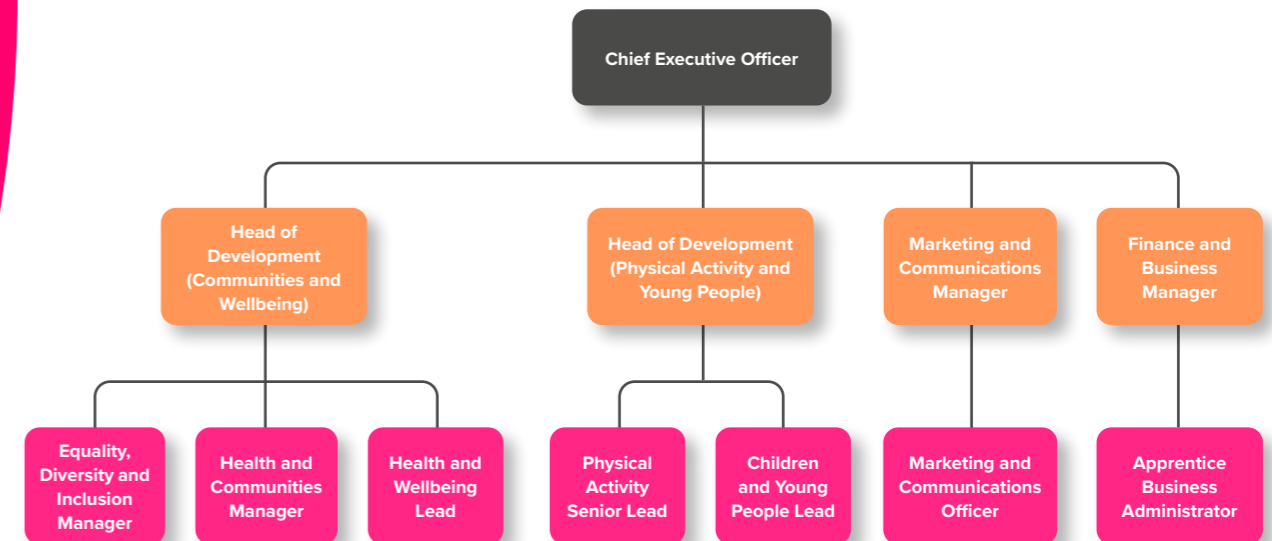 Chief Executive Officer
Head of
Development
(Communities and
Wellbeing)
Head of Development
(Physical Activity and
Young People)
Marketing and
Communications
Manager
Finance and
Business
Manager
Equality,
Diversity and
Inclusion
Manager
Health and
Communities
Manager
Health and
Wellbeing
Lead
Physical
Activity
Senior Lead
Children
and Young
People Lead
Marketing and
Communications
Officer
Apprentice
Business
Administrator